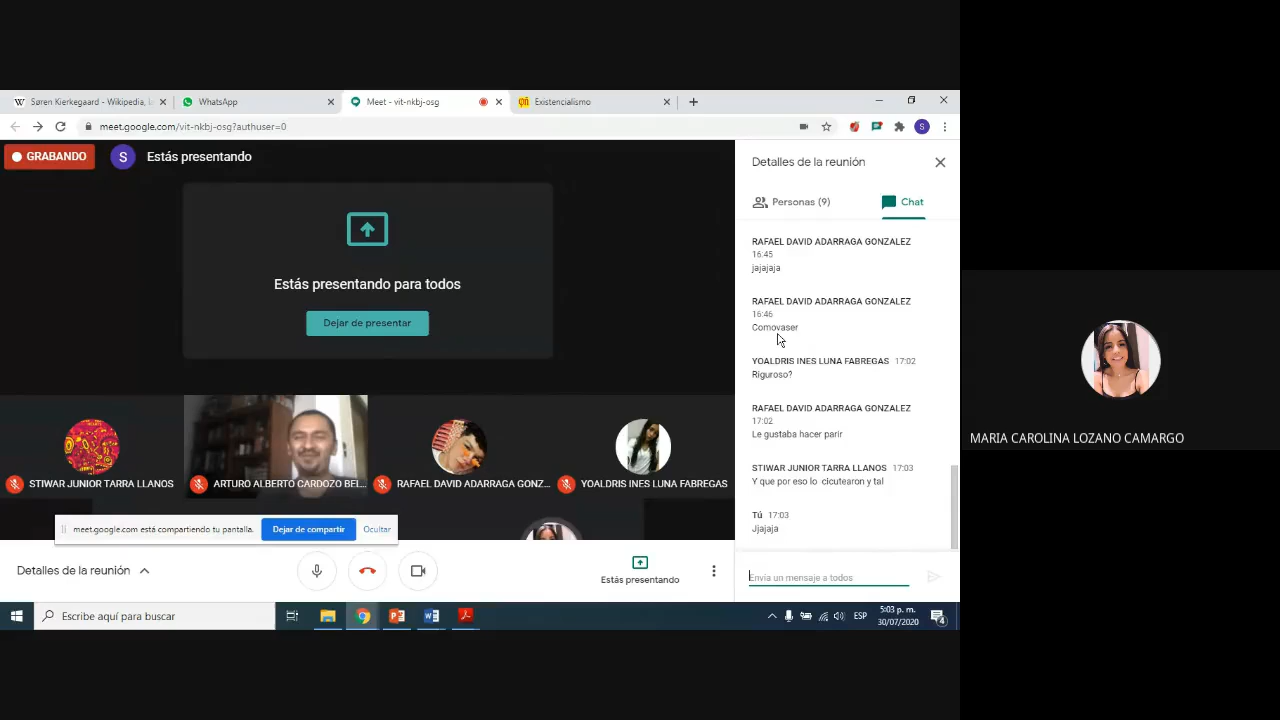 Søren Kierkegaard - Wikipedia, l
WhatsApp
Meet - vit-nkbj-osg
Existencialismo
meet.google.com/vit-nkbj-osg?authuser=0
S
GRABANDO
S
Estás presentando
Estás presentando para todos
Dejar de presentar
STIWAR JUNIOR TARRA LLANOS
ARTURO ALBERTO CARDOZO BEL...
RAFAEL DAVID ADARRAGA GONZ...
YOALDRIS INES LUNA FABREGAS
meet.google.com está compartiendo tu pantalla.
Dejar de compartir
Ocultar
Detalles de la reunión
Estás presentando
Detalles de la reunión
Personas (9)
Chat
RAFAEL DAVID ADARRAGA GONZALEZ
16:45
jajajaja
RAFAEL DAVID ADARRAGA GONZALEZ
16:46
Comovaser
YOALDRIS INES LUNA FABREGAS 17:02
Riguroso?
RAFAEL DAVID ADARRAGA GONZALEZ
17:02
Le gustaba hacer parir
STIWAR JUNIOR TARRA LLANOS 17:03
Y que por eso lo cicutearon y tal
Tú 17:03
Jjajaja
Envía un mensaje a todos
MARIA CAROLINA LOZANO CAMARGO
Escribe aquí para buscar
ESP
5:03 p. m.
30/07/2020
4